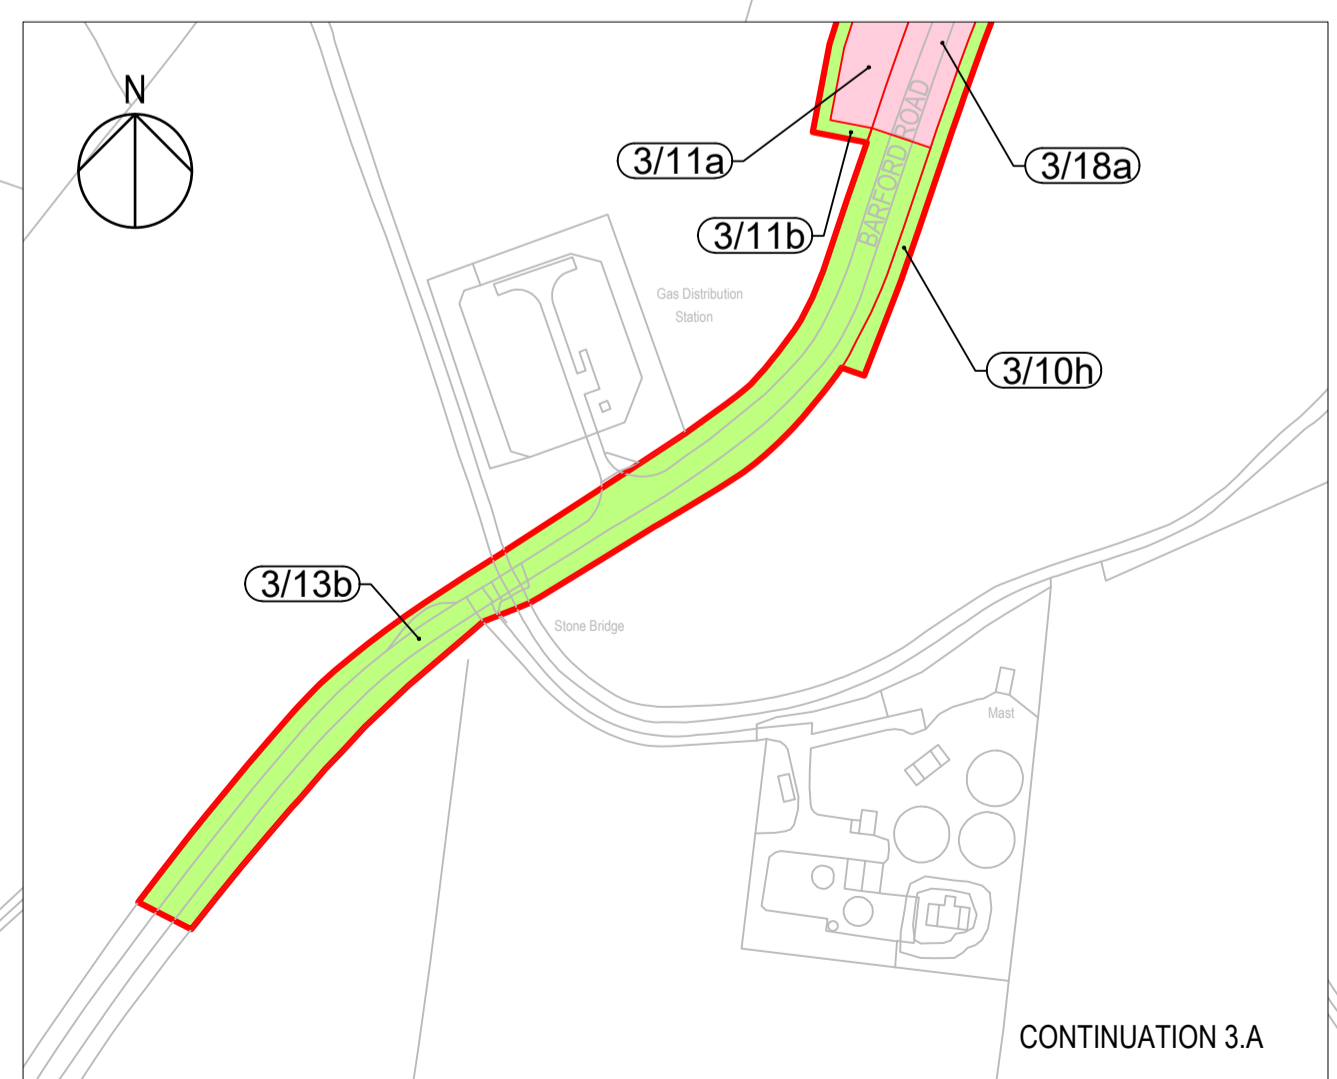 N
3/11a
3/18a
BARFORD ROAD
3/11b
Gas Distribution
Station
3/10h
3/13b
Stone Bridge
Mast
CONTINUATION 3.A